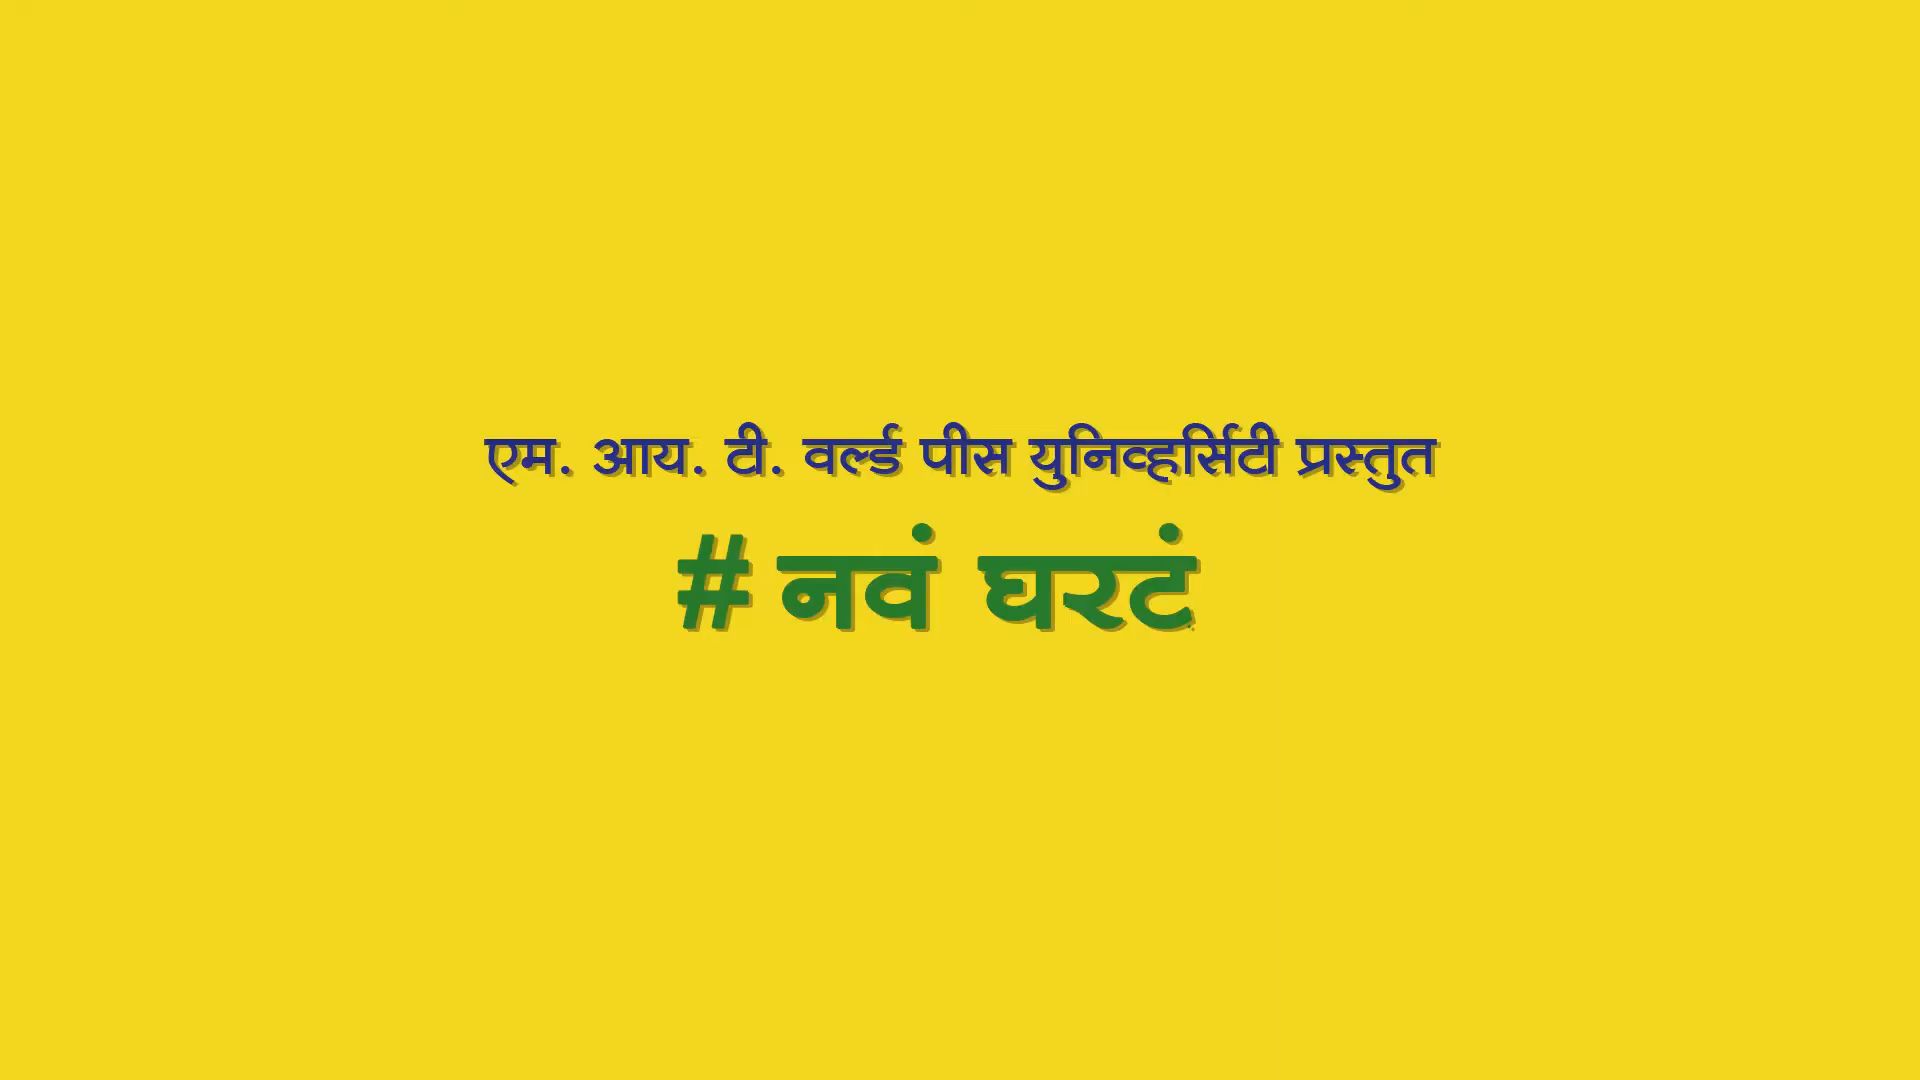 एम. आय. टी. वर्ल्ड पीस युनिव्हर्सिटी प्रस्तुत
# नवं घरटं